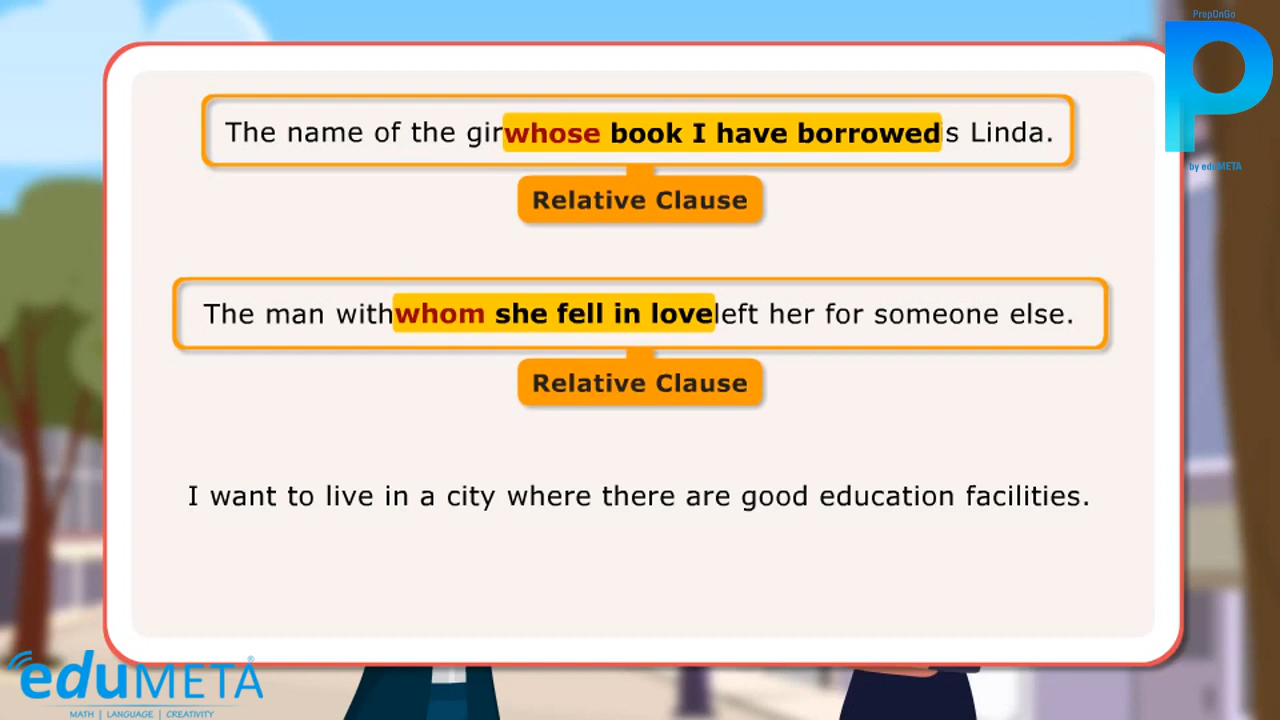 PrepOnGo
P
by eduMETA
The name of the gir whose book I have borrowed s Linda.
Relative Clause
The man with whom she fell in love left her for someone else.
Relative Clause
I want to live in a city where there are good education facilities.
eduMETA®
MATH | LANGUAGE | CREATIVITY